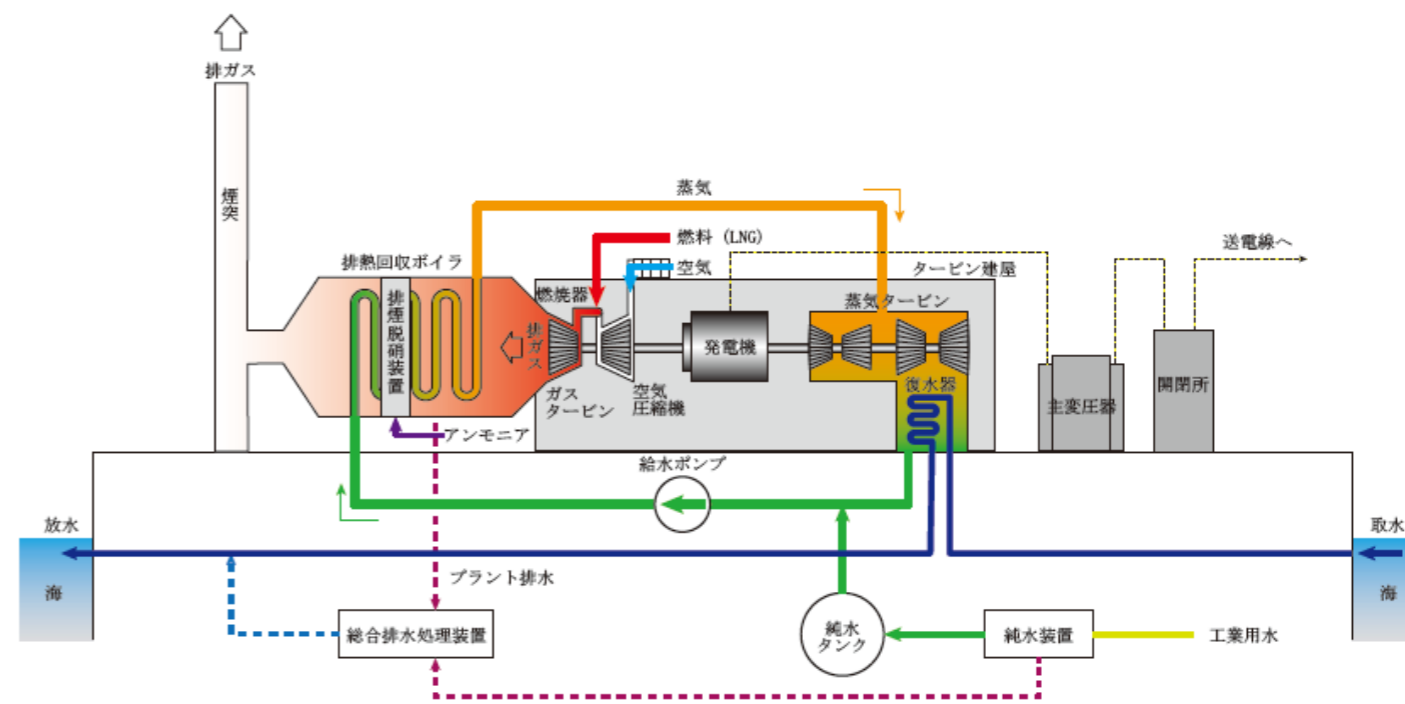 排ガス
煙突
蒸気
燃料 (LNG)
空気
送電線へ
排熱回収ボイラ
タービン建屋
燃焼器
蒸気タービン
排煙脱硝装置
排ガス
発電機
ガス
タービン
空気
圧縮機
復水器
主変圧器
開閉所
アンモニア
給水ポンプ
放水
取水
海
海
プラント排水
総合排水処理装置
純水
タンク
純水装置
工業用水